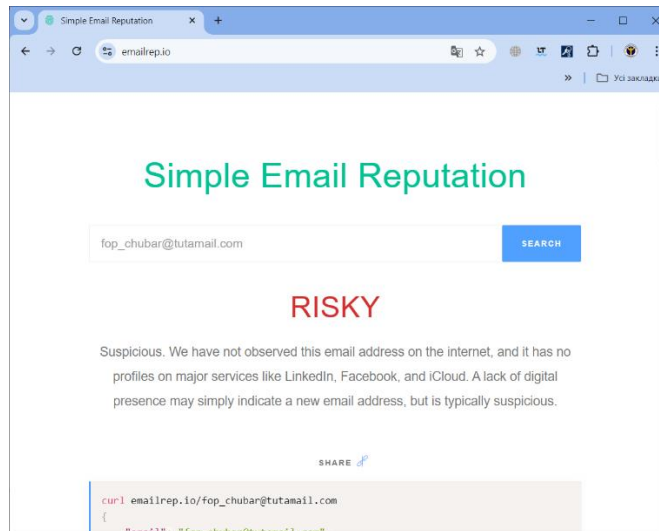 Simple Email Reputation
emailrep.io
Усі закладки
Simple Email Reputation
fop_chubar@tutamail.com
SEARCH
RISKY
Suspicious. We have not observed this email address on the internet, and it has no
profiles on major services like LinkedIn, Facebook, and iCloud. A lack of digital
presence may simply indicate a new email address, but is typically suspicious.
SHARE
curl emailrep.io/fop_chubar@tutamail.com
{